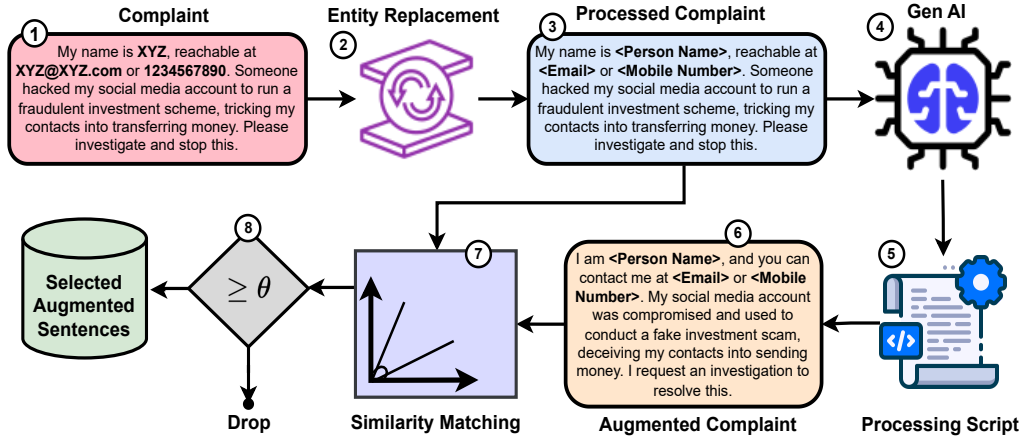 Complaint
1
My name is XYZ, reachable at
XYZ@XYZ.com or 1234567890. Someone
hacked my social media account to run a
fraudulent investment scheme, tricking my
contacts into transferring money. Please
investigate and stop this.
Entity Replacement
2
Processed Complaint
3
My name is <Person Name>, reachable at
<Email> or <Mobile Number>. Someone
hacked my social media account to run a
fraudulent investment scheme, tricking my
contacts into transferring money. Please
investigate and stop this.
Gen AI
4
5
</>
Processing Script
6
I am <Person Name>, and you can
contact me at <Email> or <Mobile
Number>. My social media account
was compromised and used to
conduct a fake investment scam,
deceiving my contacts into sending
money. I request an investigation to
resolve this.
Augmented Complaint
7
Similarity Matching
8
≥ θ
Drop
Selected
Augmented
Sentences